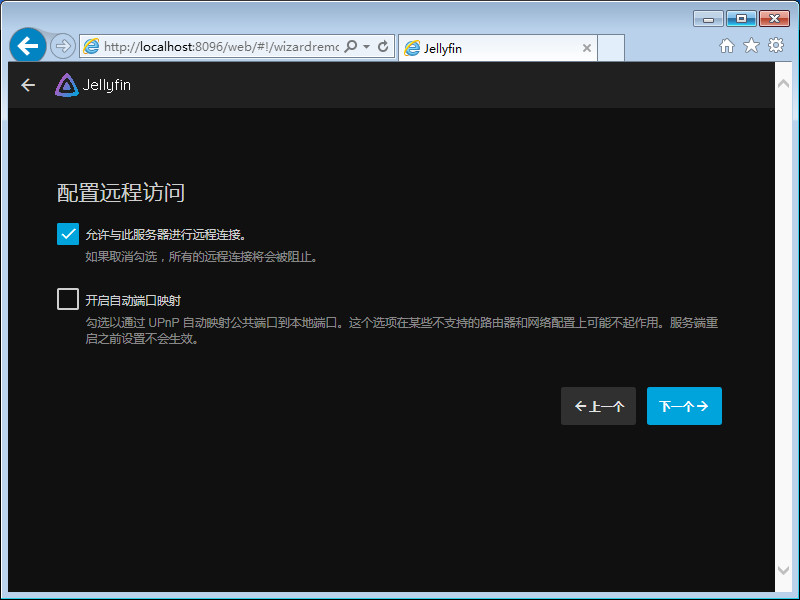 http://localhost:8096/web/#!/wizardremo
Jellyfin
Jellyfin
配置远程访问
允许与此服务器进行远程连接。
如果取消勾选，所有的远程连接将会被阻止。
开启自动端口映射
勾选以通过 UPnP 自动映射公共端口到本地端口。这个选项在某些不支持的路由器和网络配置上可能不起作用。服务端重
启之前设置不会生效。
上一个
下一个